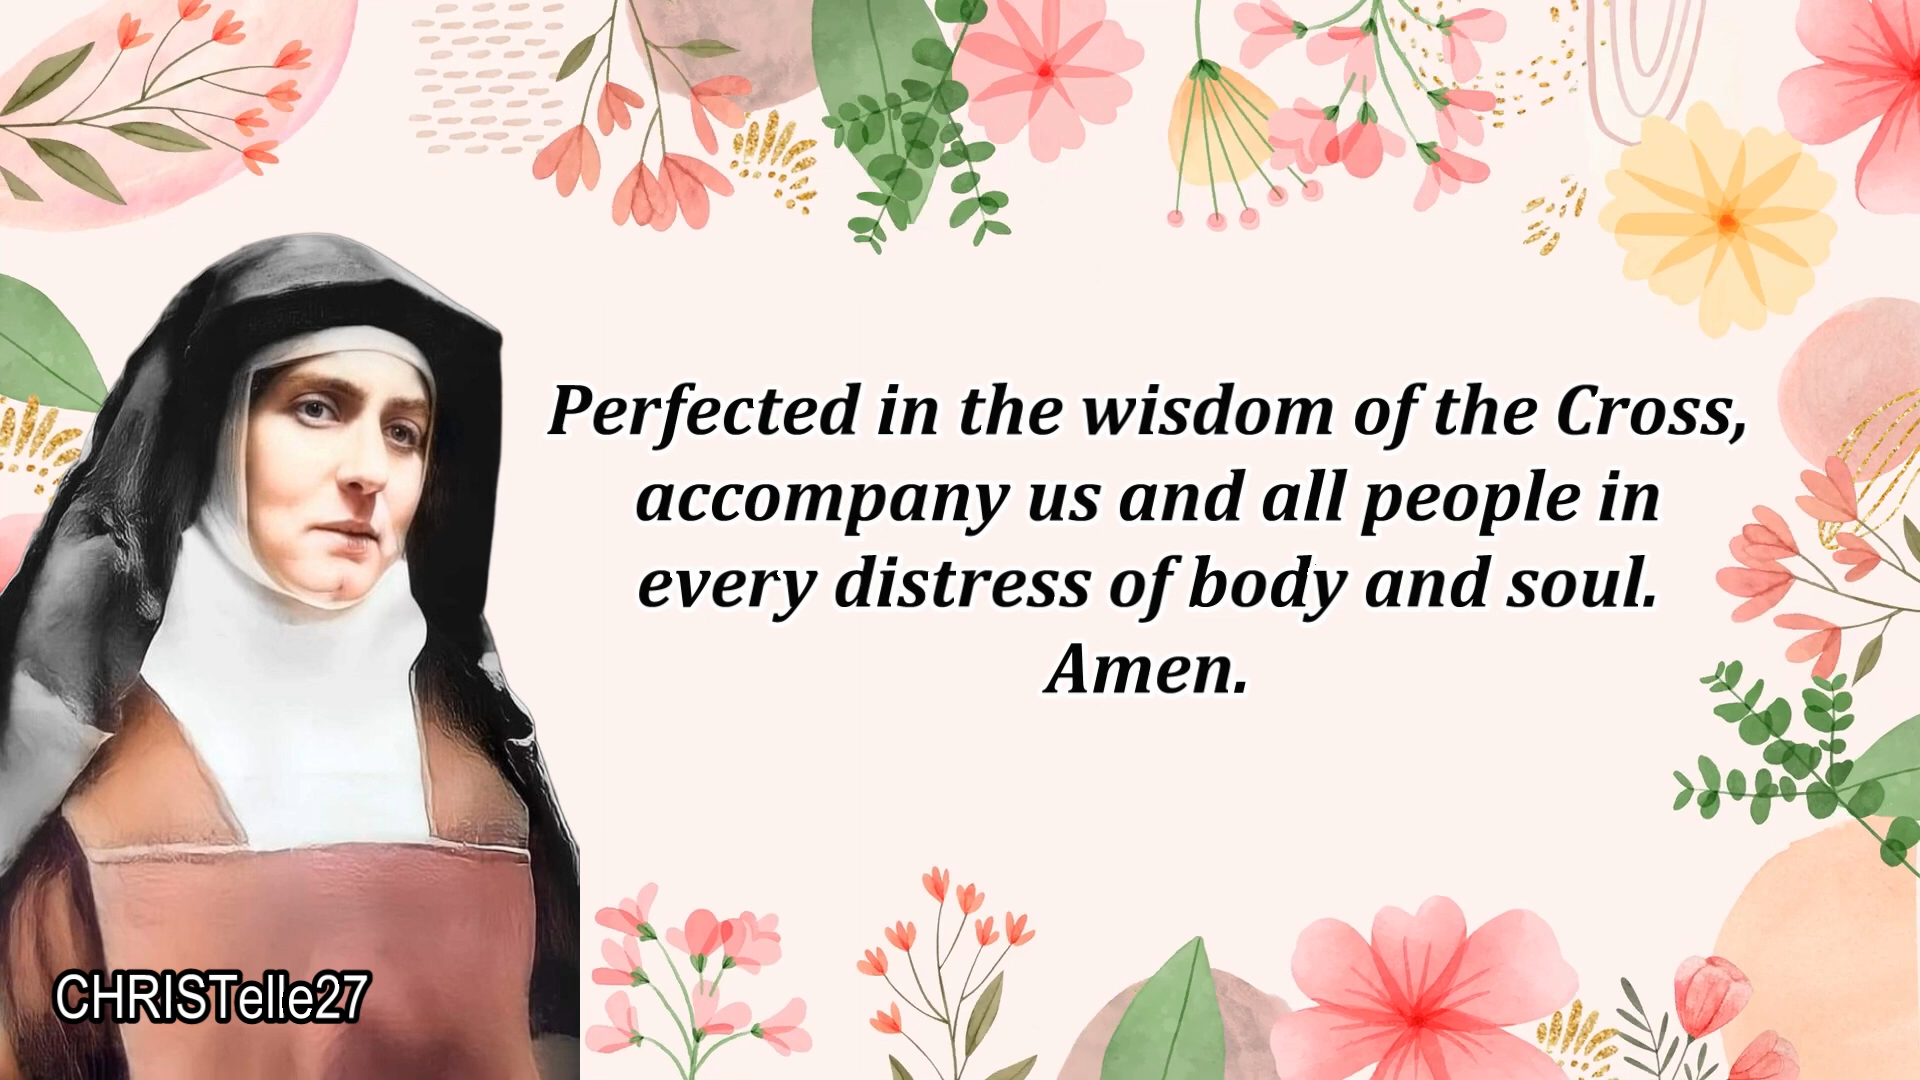 Perfected in the wisdom of the Cross,
accompany us and all people in
every distress of body and soul.
Amen.
CHRISTelle27